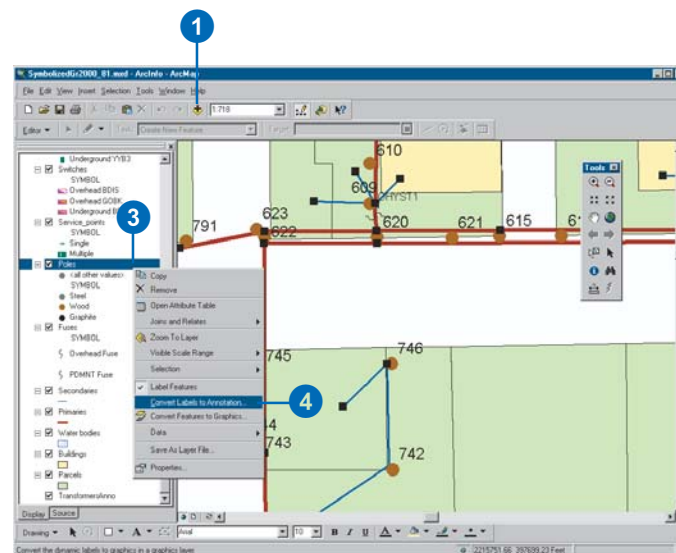 1
SymbolizedGr2000_01.mxd - ArcInfo - ArcMap
File Edit View Insert Selection Tools Window Help
1:718
Editor Task: Create New Feature Target:
Underground YYB3
Switches
SYMBOL
Overhead BDIS
Overhead GOBK
Underground
Service_points
SYMBOL
Single
Multiple
3
Poles
<all other values>
SYMBOL
Steel
Wood
Graphite
Fuses
SYMBOL
Overhead Fuse
PDMNT Fuse
Secondaries
Primaries
Water bodies
Buildings
Parcels
TransformersAnno
Display Source
Copy
Remove
Open Attribute Table
Joins and Relates
Zoom To Layer
Visible Scale Range
Selection
Label Features
Convert Labels to Annotation...
Convert Features to Graphics...
Data
Save As Layer File...
Properties...
4
610
609
OHYST1
791
623
622
620
621
615
61
745
746
4
743
742
Tools
Drawing Arial 10 B I U A
Convert the dynamic labels to graphics in a graphics layer
2215751.66 397699.23 Feet